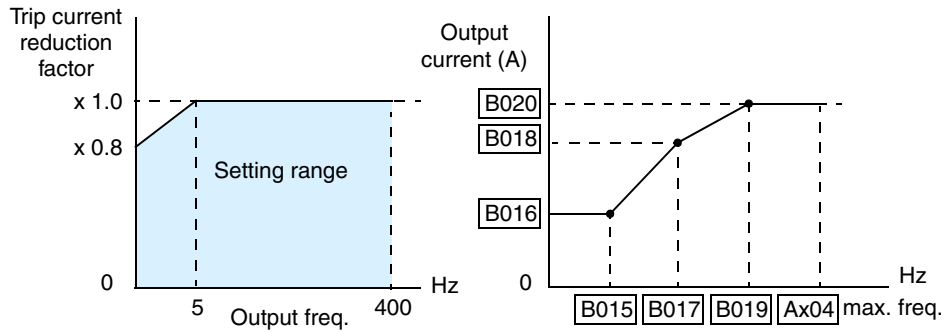 Trip current
reduction
factor
x 1.0
x 0.8
Setting range
0
Hz
5
400
Output freq.
Output
current (A)
B020
B018
B016
0
Hz
B015
B017
B019
Ax04
max. freq.